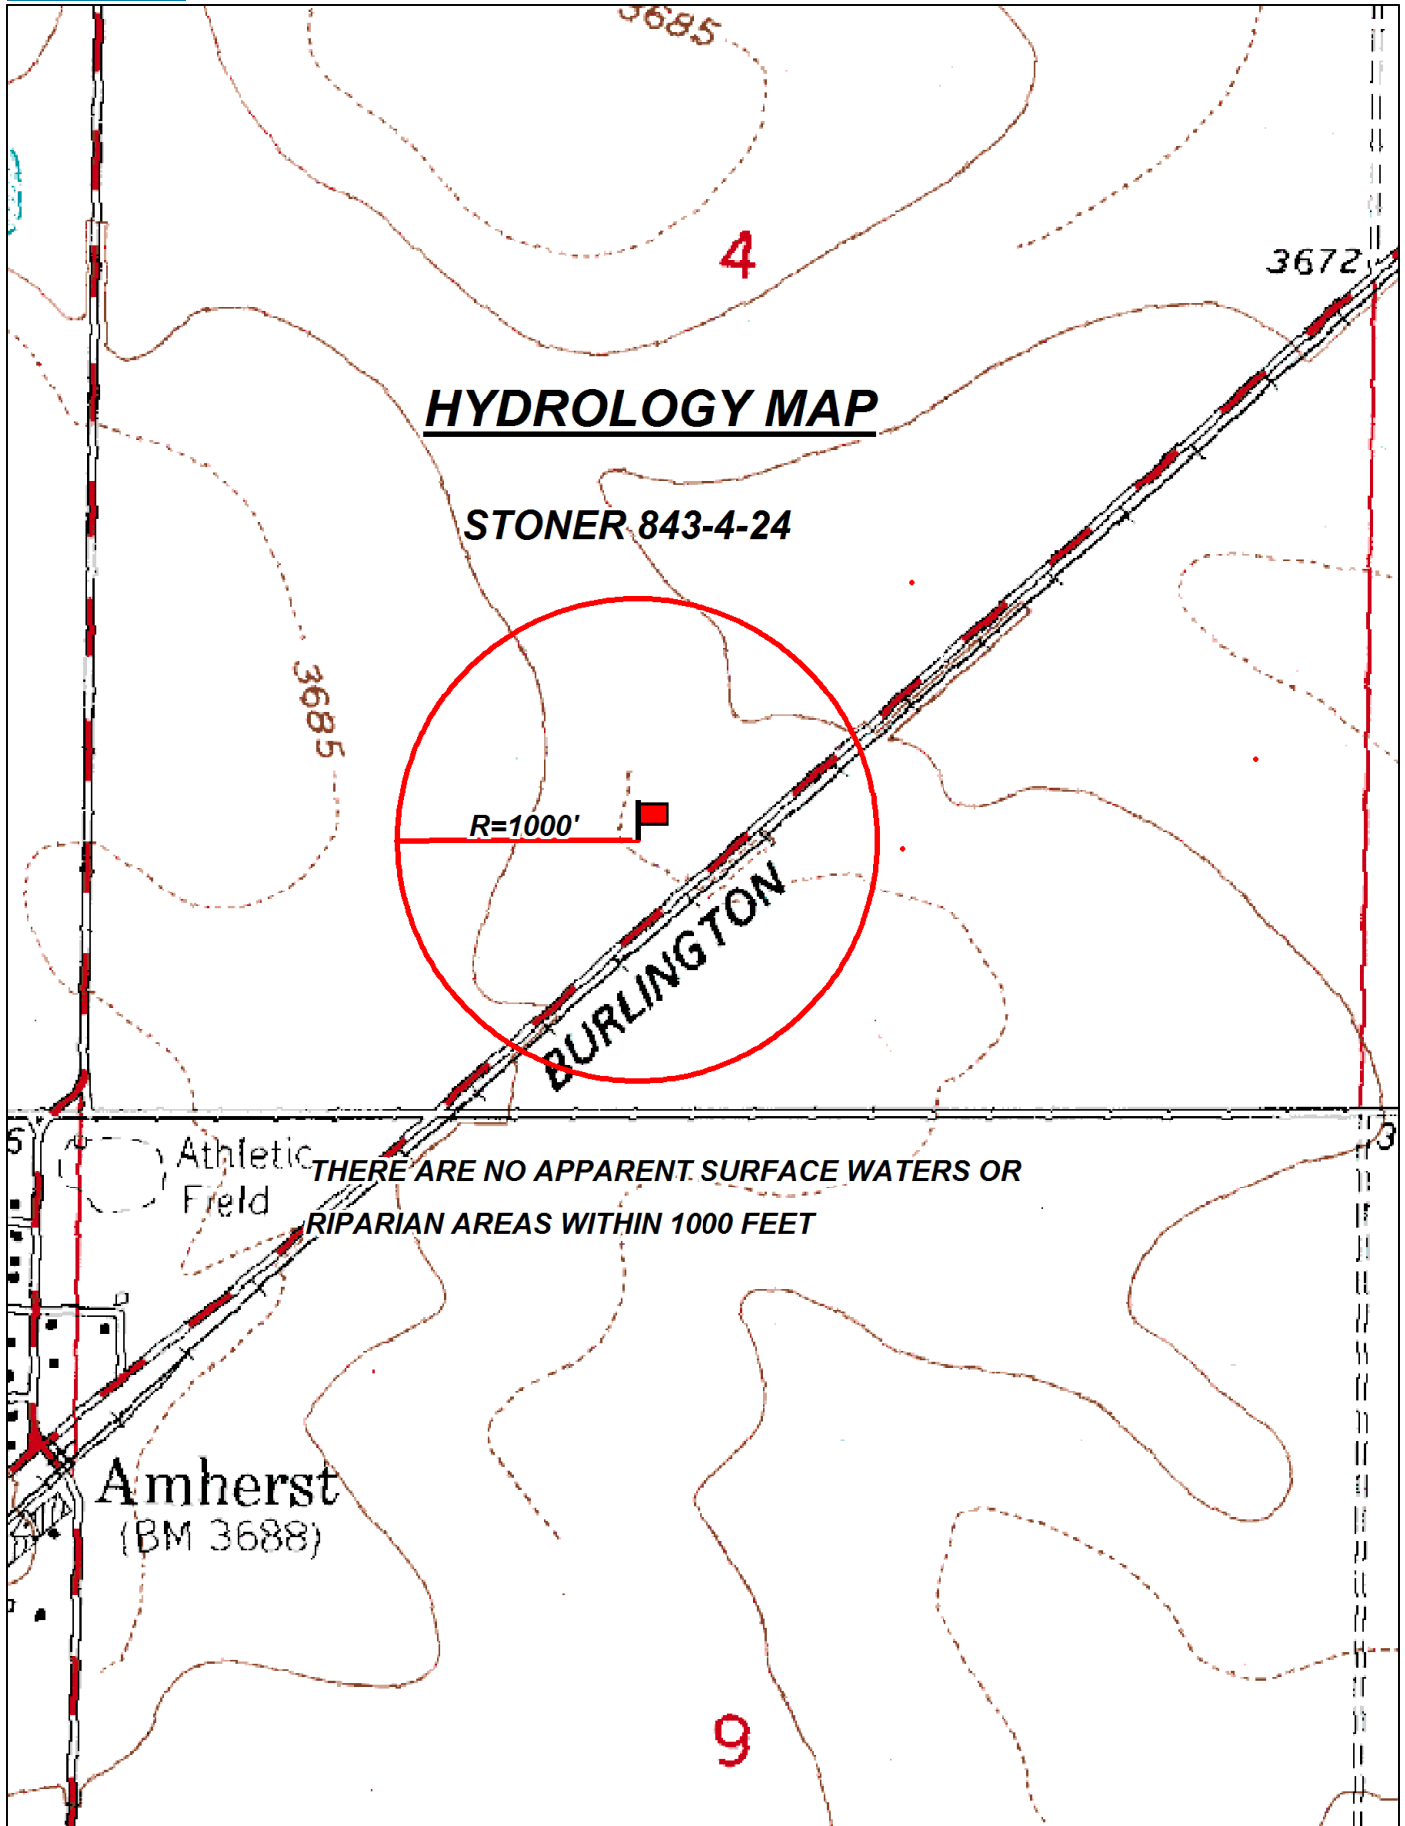 3685
4
3672
HYDROLOGY MAP
STONER 843-4-24
3685
R=1000'
BURLINGTON
3
Athletic
Field
THERE ARE NO APPARENT SURFACE WATERS OR
RIPARIAN AREAS WITHIN 1000 FEET
Amherst
(BM 3688)
9